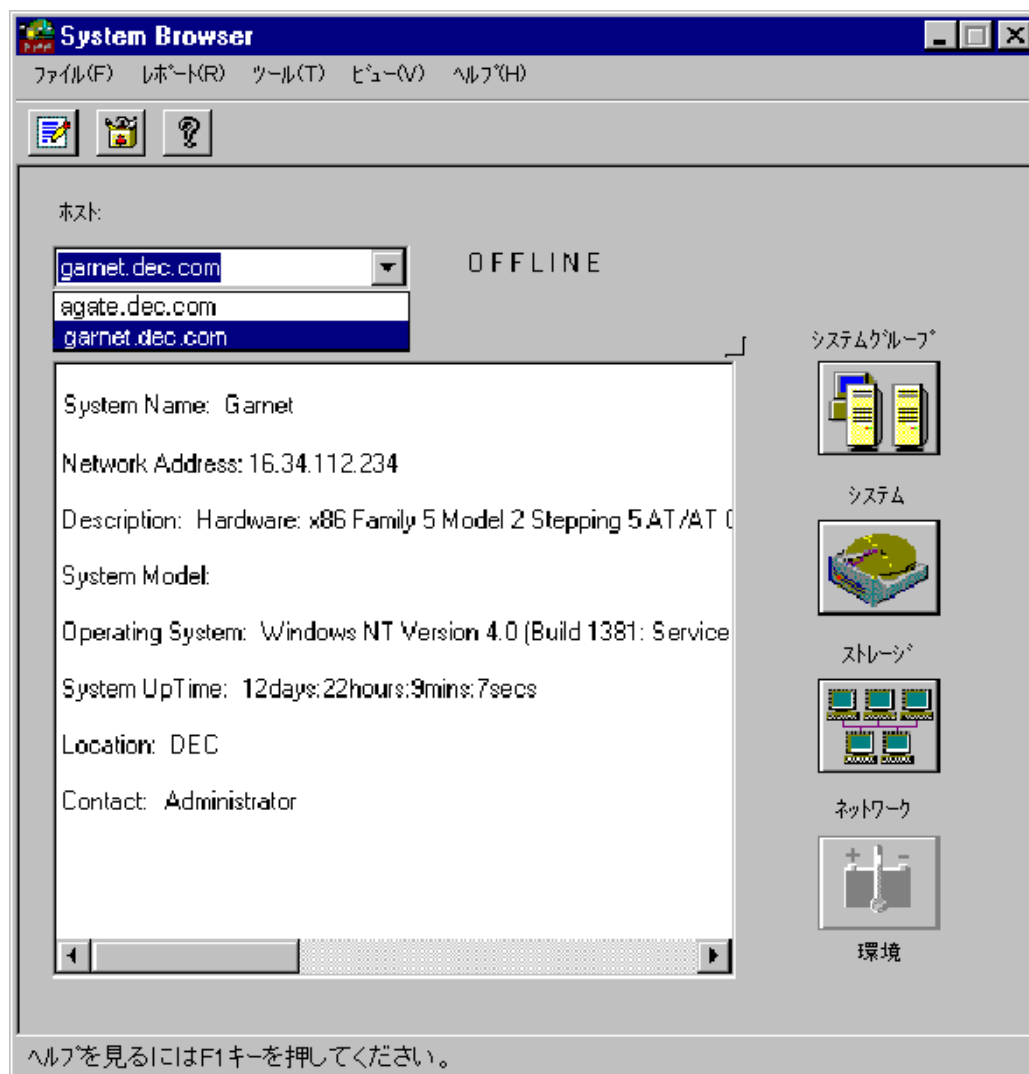 System Browser
ﾌｧｲﾙ(F) ﾚﾎﾟｰﾄ(R) ﾂｰﾙ(T) ﾋﾞｭｰ(V) ﾍﾙﾌﾟ(H)
ﾎｽﾄ:
garnet.dec.com
OFFLINE
agate.dec.com
garnet.dec.com
ｼｽﾃﾑｸﾞﾙｰﾌﾟ
System Name: Garnet
Network Address: 16.34.112.234
ｼｽﾃﾑ
Description: Hardware: x86 Family 5 Model 2 Stepping 5 AT/AT
System Model:
Operating System: Windows NT Version 4.0 (Build 1381: Service
ｽﾄﾚｰｼﾞ
System UpTime: 12days:22hours:9mins:7secs
Location: DEC
Contact: Administrator
ﾈｯﾄﾜｰｸ
環境
ﾍﾙﾌﾟを見るにはF1キーを押してください。